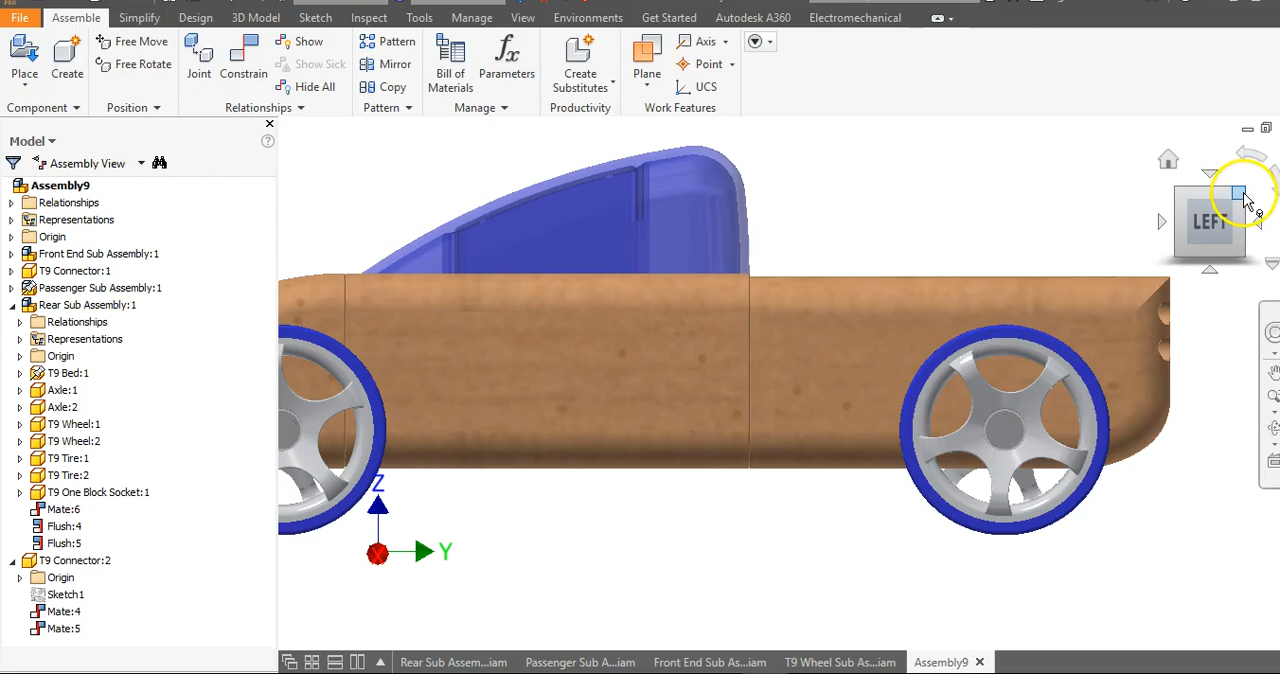 File Assemble Simplify Design 3D Model Sketch Inspect Tools Manage View Environments Get Started Autodesk A360 Electromechanical
Place
Create
Free Move
Free Rotate
Joint
Constrain
Show
Show Sick
Hide All
Pattern
Mirror
Copy
Bill of
Materials
fx
Parameters
Create
Substitutes
Plane
Axis
Point
UCS
Component Position Relationships Pattern Manage Productivity Work Features
Model
Assembly View
Assembly9
Relationships
Representations
Origin
Front End Sub Assembly:1
T9 Connector:1
Passenger Sub Assembly:1
Rear Sub Assembly:1
Relationships
Representations
Origin
T9 Bed:1
Axle:1
Axle:2
T9 Wheel:1
T9 Wheel:2
T9 Tire:1
T9 Tire:2
T9 One Block Socket:1
Mate:6
Flush:4
Flush:5
T9 Connector:2
Origin
Sketch1
Mate:4
Mate:5
LEFT
Z
Y
Rear Sub Assem...iam Passenger Sub A...iam Front End Sub As...iam T9 Wheel Sub As...iam Assembly9